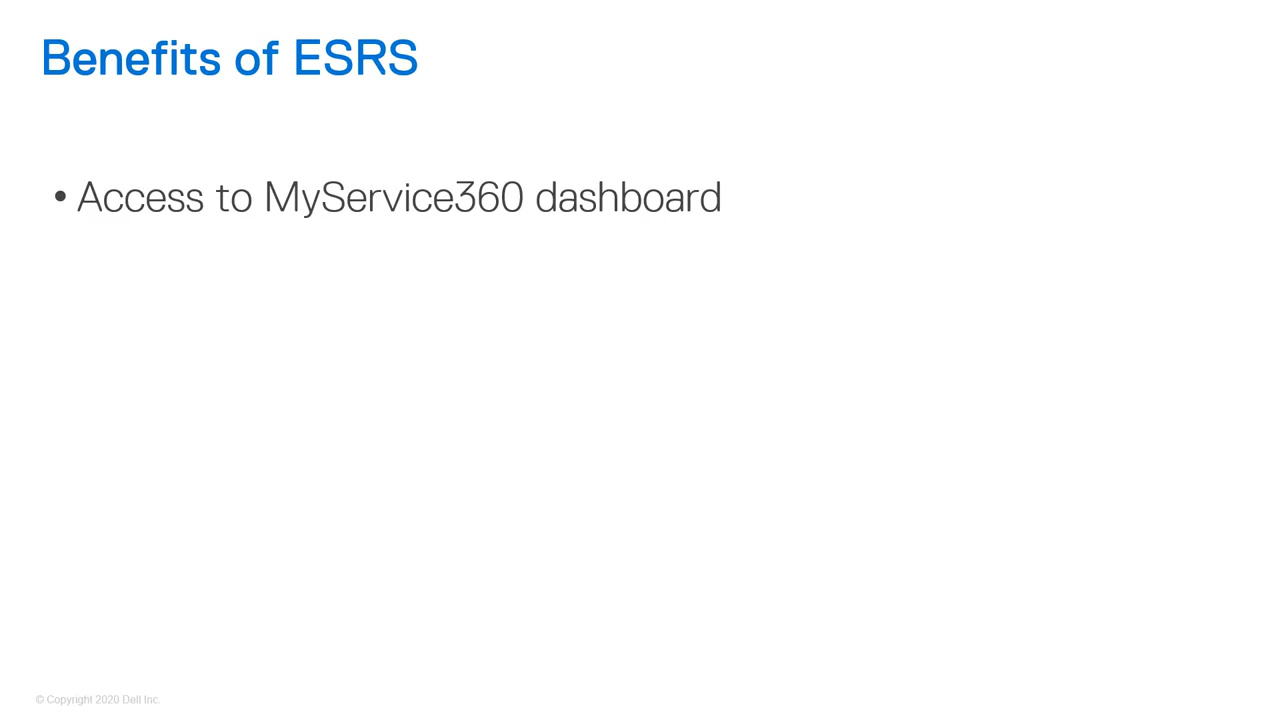 Benefits of ESRS
• Access to MyService360 dashboard
© Copyright 2020 Dell Inc.